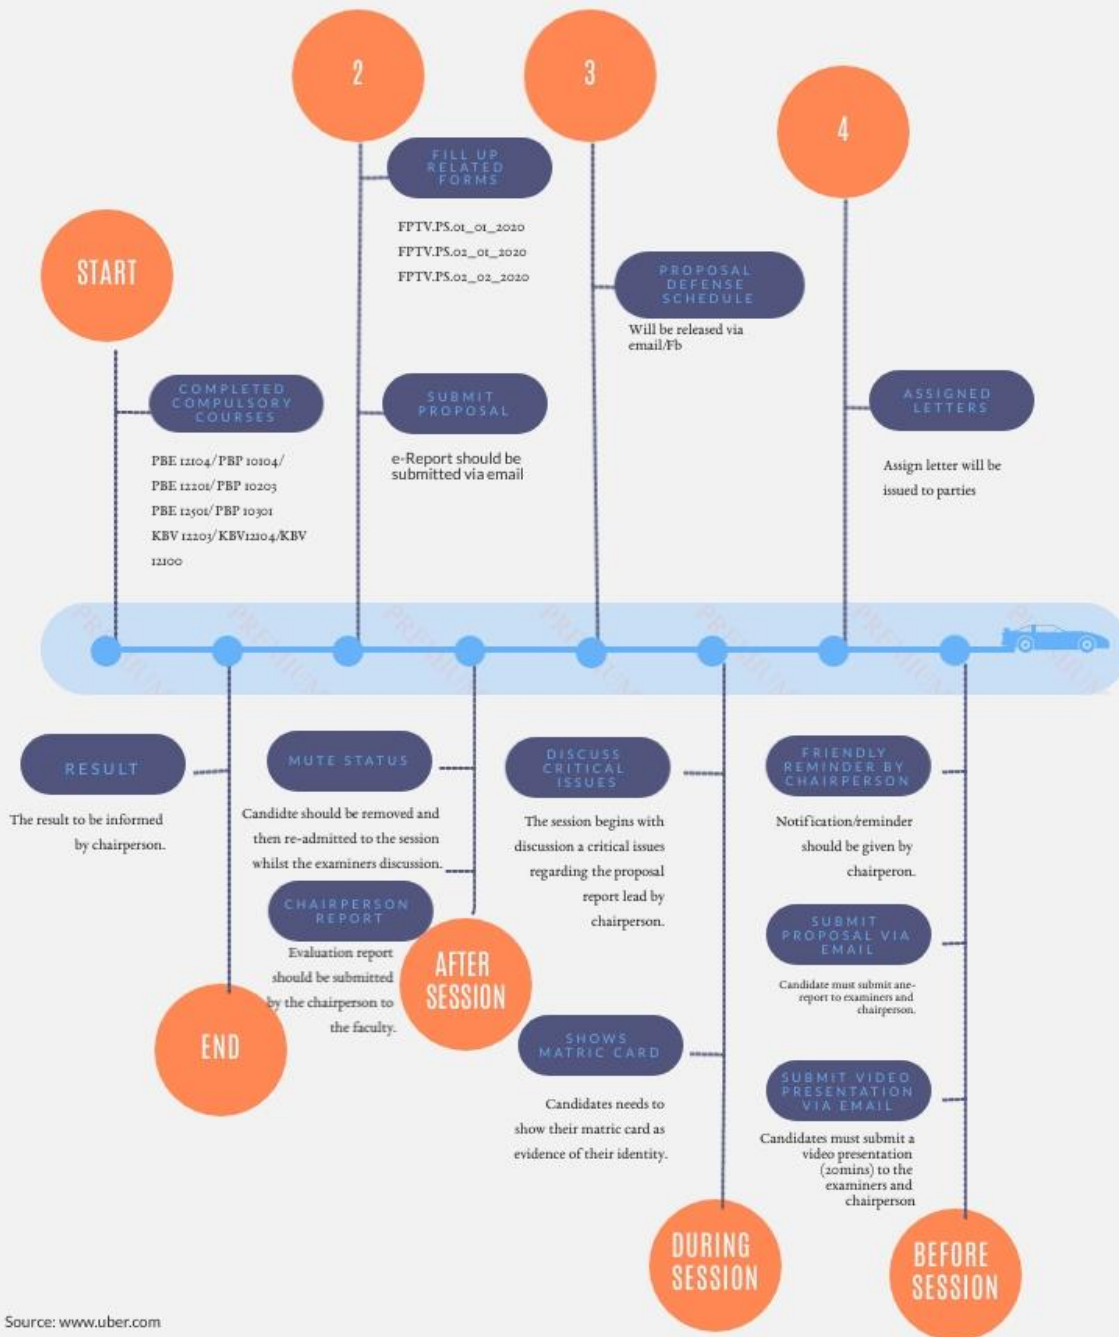 START
COMPLETED
COMPULSORY
COURSES
PBE 12104/ PBP 10104/
PBE 12201/ PBP 10203
PBE 12501/ PBP 10301
KBV 12203/ KBV12104/KBV
12100
2
FILL UP
RELATED
FORMS
FPTV.PS.01_01_2020
FPTV.PS.02_01_2020
FPTV.PS.02_02_2020
SUBMIT
PROPOSAL
e-Report should be
submitted via email
3
PROPOSAL
DEFENSE
SCHEDULE
Will be released via
email/Fb
4
ASSIGNED
LETTERS
Assign letter will be
issued to parties
PREMIUM
PREMIUM
PREMIUM
PREMIUM
PREMIUM
PREMIUM
PREMIUM
FRIENDLY
REMINDER BY
CHAIRPERSON
Notification/reminder
should be given by
chairperon.
SUBMIT
PROPOSAL VIA
EMAIL
Candidate must submit ane-
report to examiners and
chairperson.
SUBMIT VIDEO
PRESENTATION
VIA EMAIL
Candidates must submit a
video presentation
(20mins) to the
examiners and
chairperson
BEFORE
SESSION
DISCUSS
CRITICAL
ISSUES
The session begins with
discussion a critical issues
regarding the proposal
report lead by
chairperson.
SHOWS
MATRIC CARD
Candidates needs to
show their matric card as
evidence of their identity.
DURING
SESSION
MUTE STATUS
Candidte should be removed and
then re-admitted to the session
whilst the examiners discussion.
CHAIRPERSON
REPORT
Evaluation report
should be submitted
by the chairperson to
the faculty.
AFTER
SESSION
RESULT
The result to be informed
by chairperson.
END
Source: www.uber.com